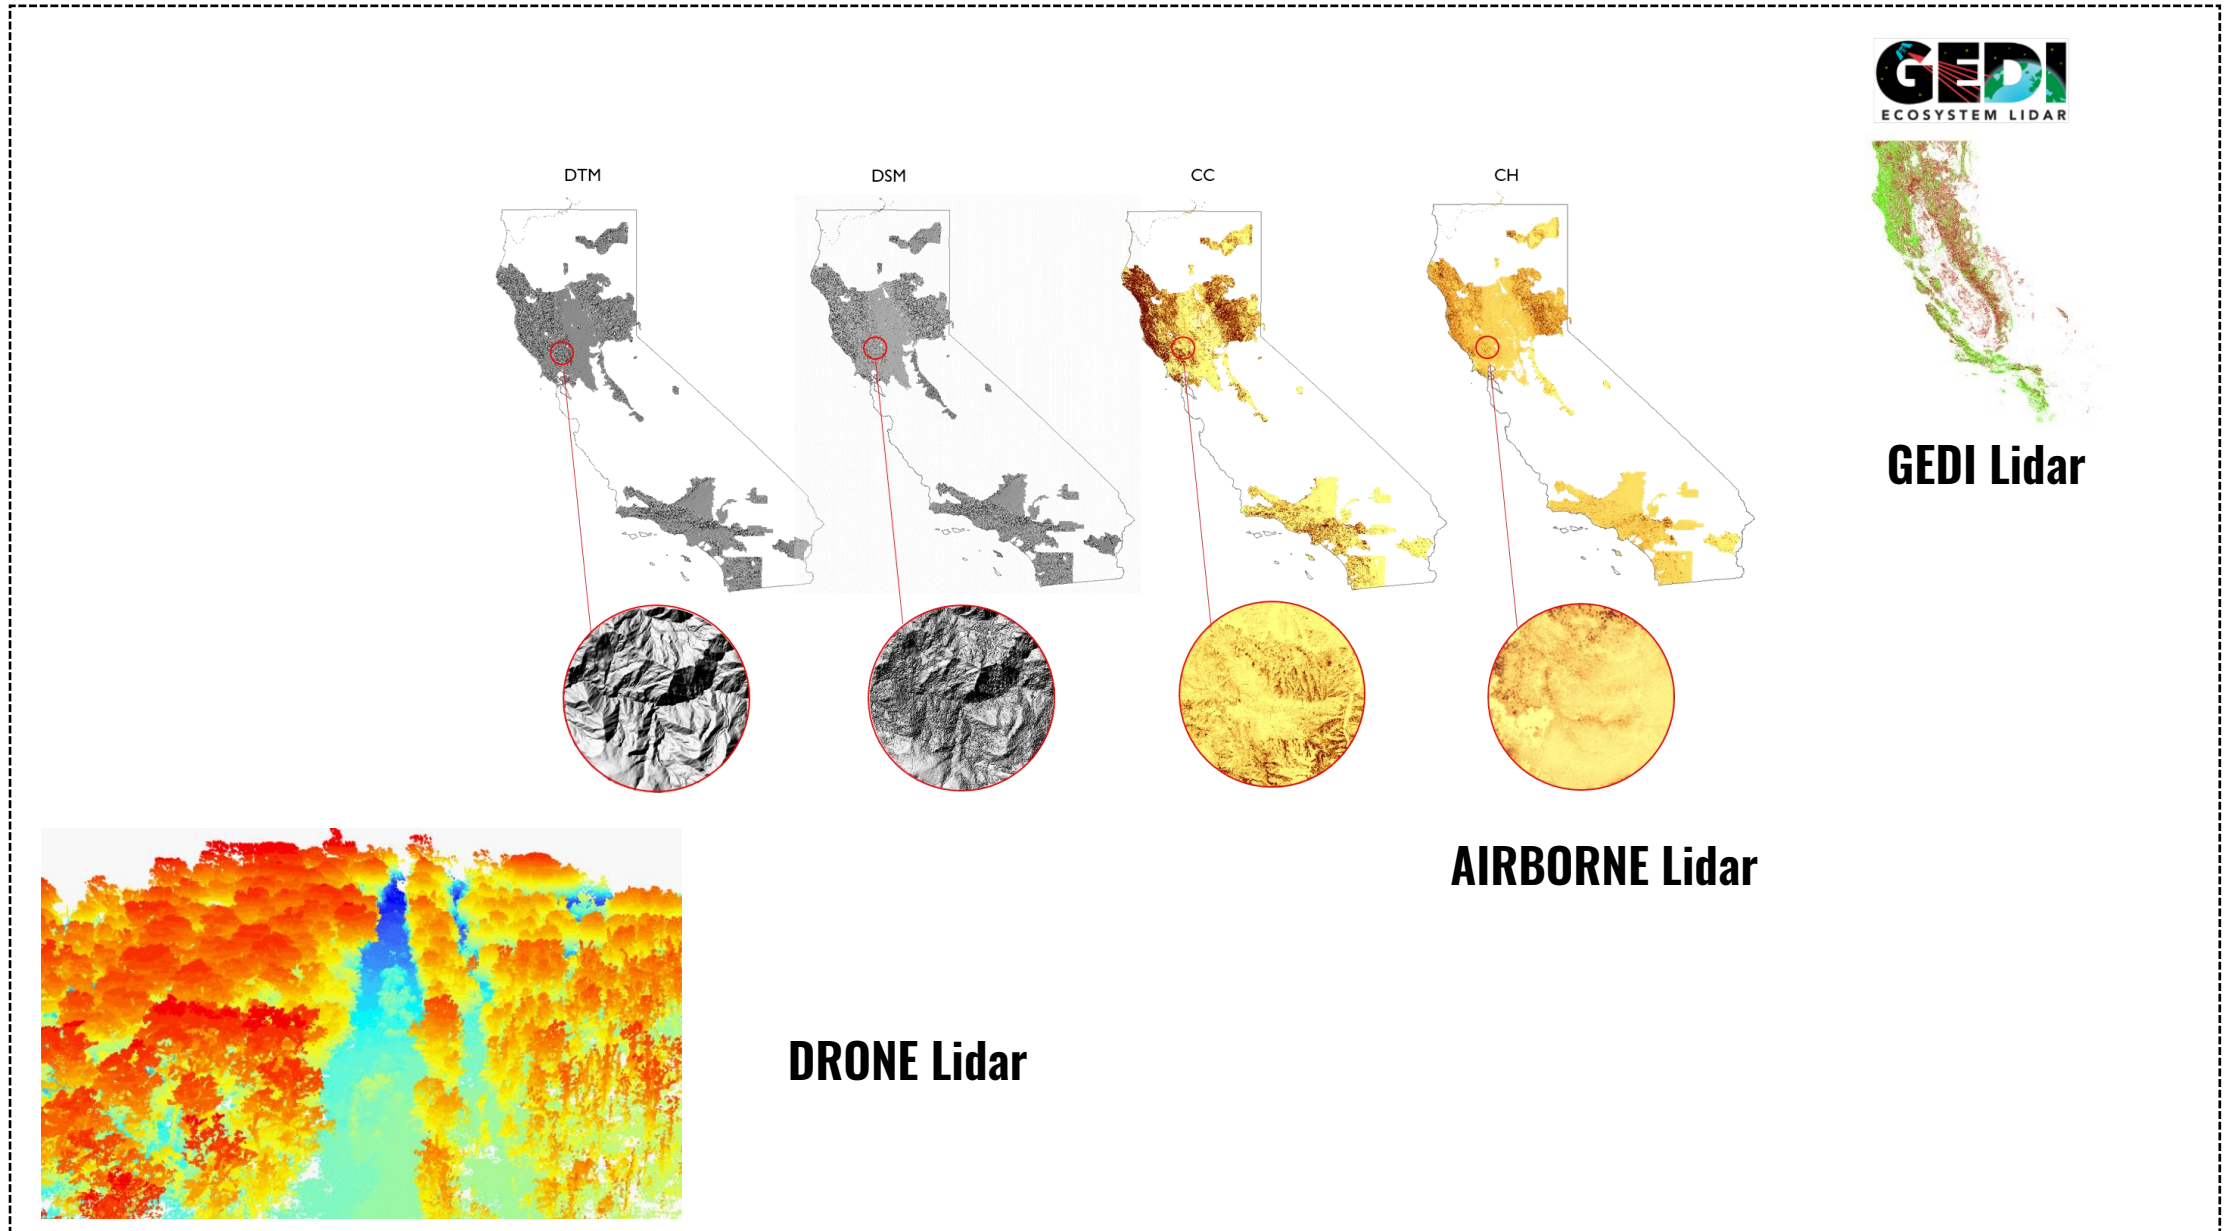 GEDI
ECOSYSTEM LIDAR
DTM
DSM
CC
CH
GEDI Lidar
AIRBORNE Lidar
DRONE Lidar